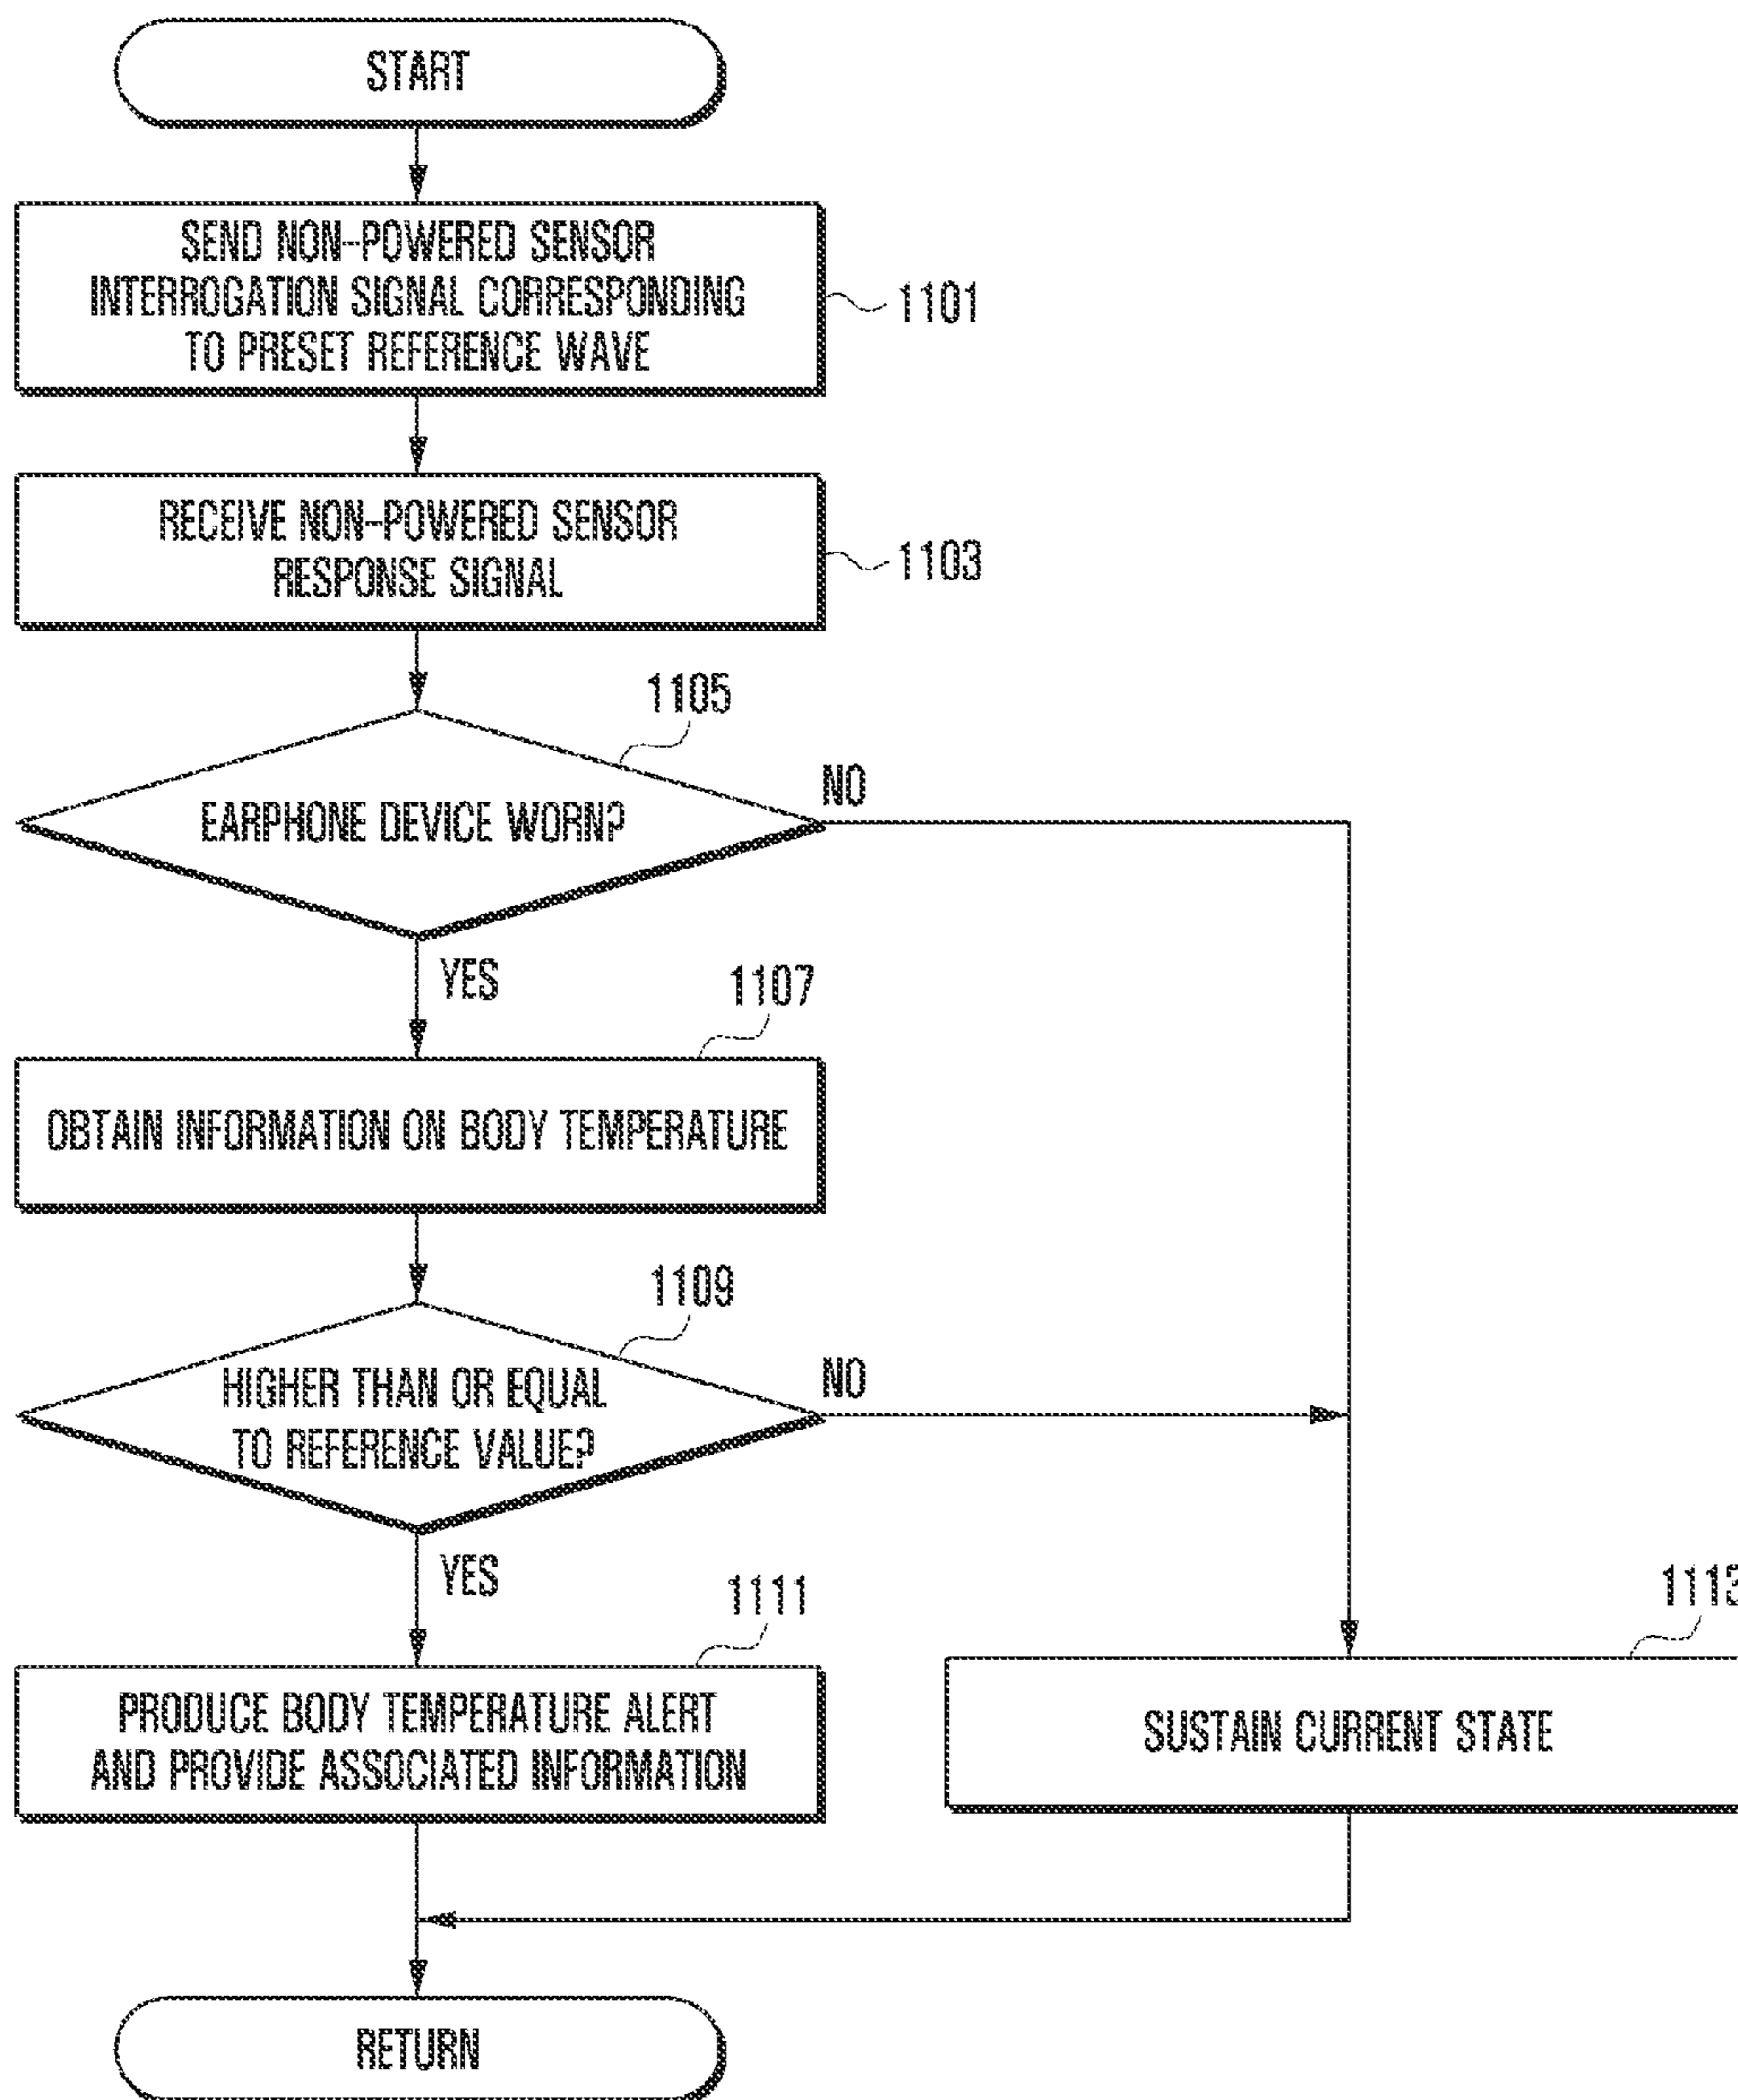 START
SEND NON-POWERED SENSOR
INTERROGATION SIGNAL CORRESPONDING
TO PRESET REFERENCE WAVE
1101
RECEIVE NON-POWERED SENSOR
RESPONSE SIGNAL
1103
1105
EARPHONE DEVICE WORN?
NO
YES
1107
OBTAIN INFORMATION ON BODY TEMPERATURE
1109
HIGHER THAN OR EQUAL
TO REFERENCE VALUE?
NO
YES
1111
PRODUCE BODY TEMPERATURE ALERT
AND PROVIDE ASSOCIATED INFORMATION
1113
SUSTAIN CURRENT STATE
RETURN